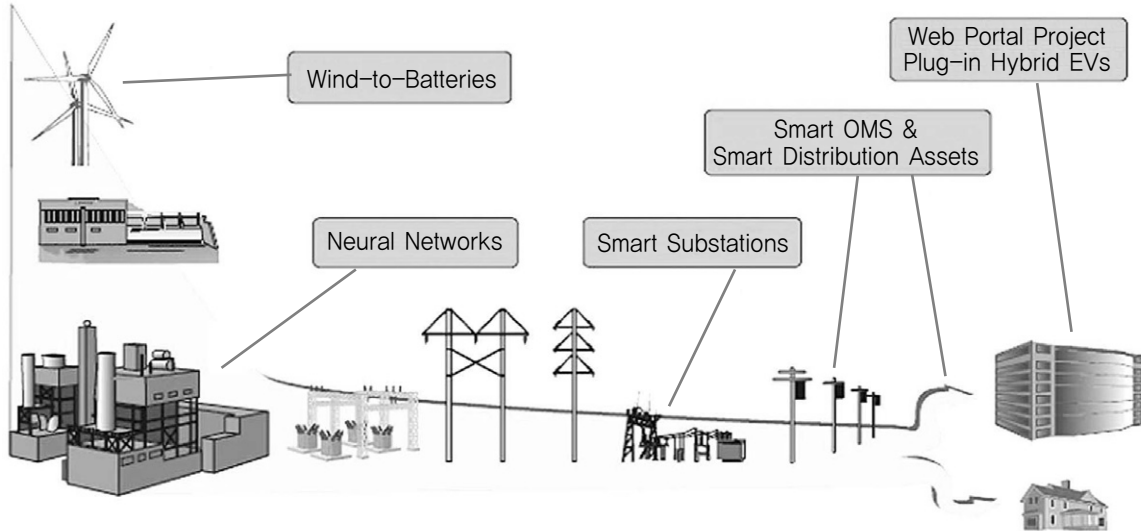 Wind-to-Batteries
Web Portal Project
Plug-in Hybrid EVs
Smart OMS &
Smart Distribution Assets
Neural Networks
Smart Substations